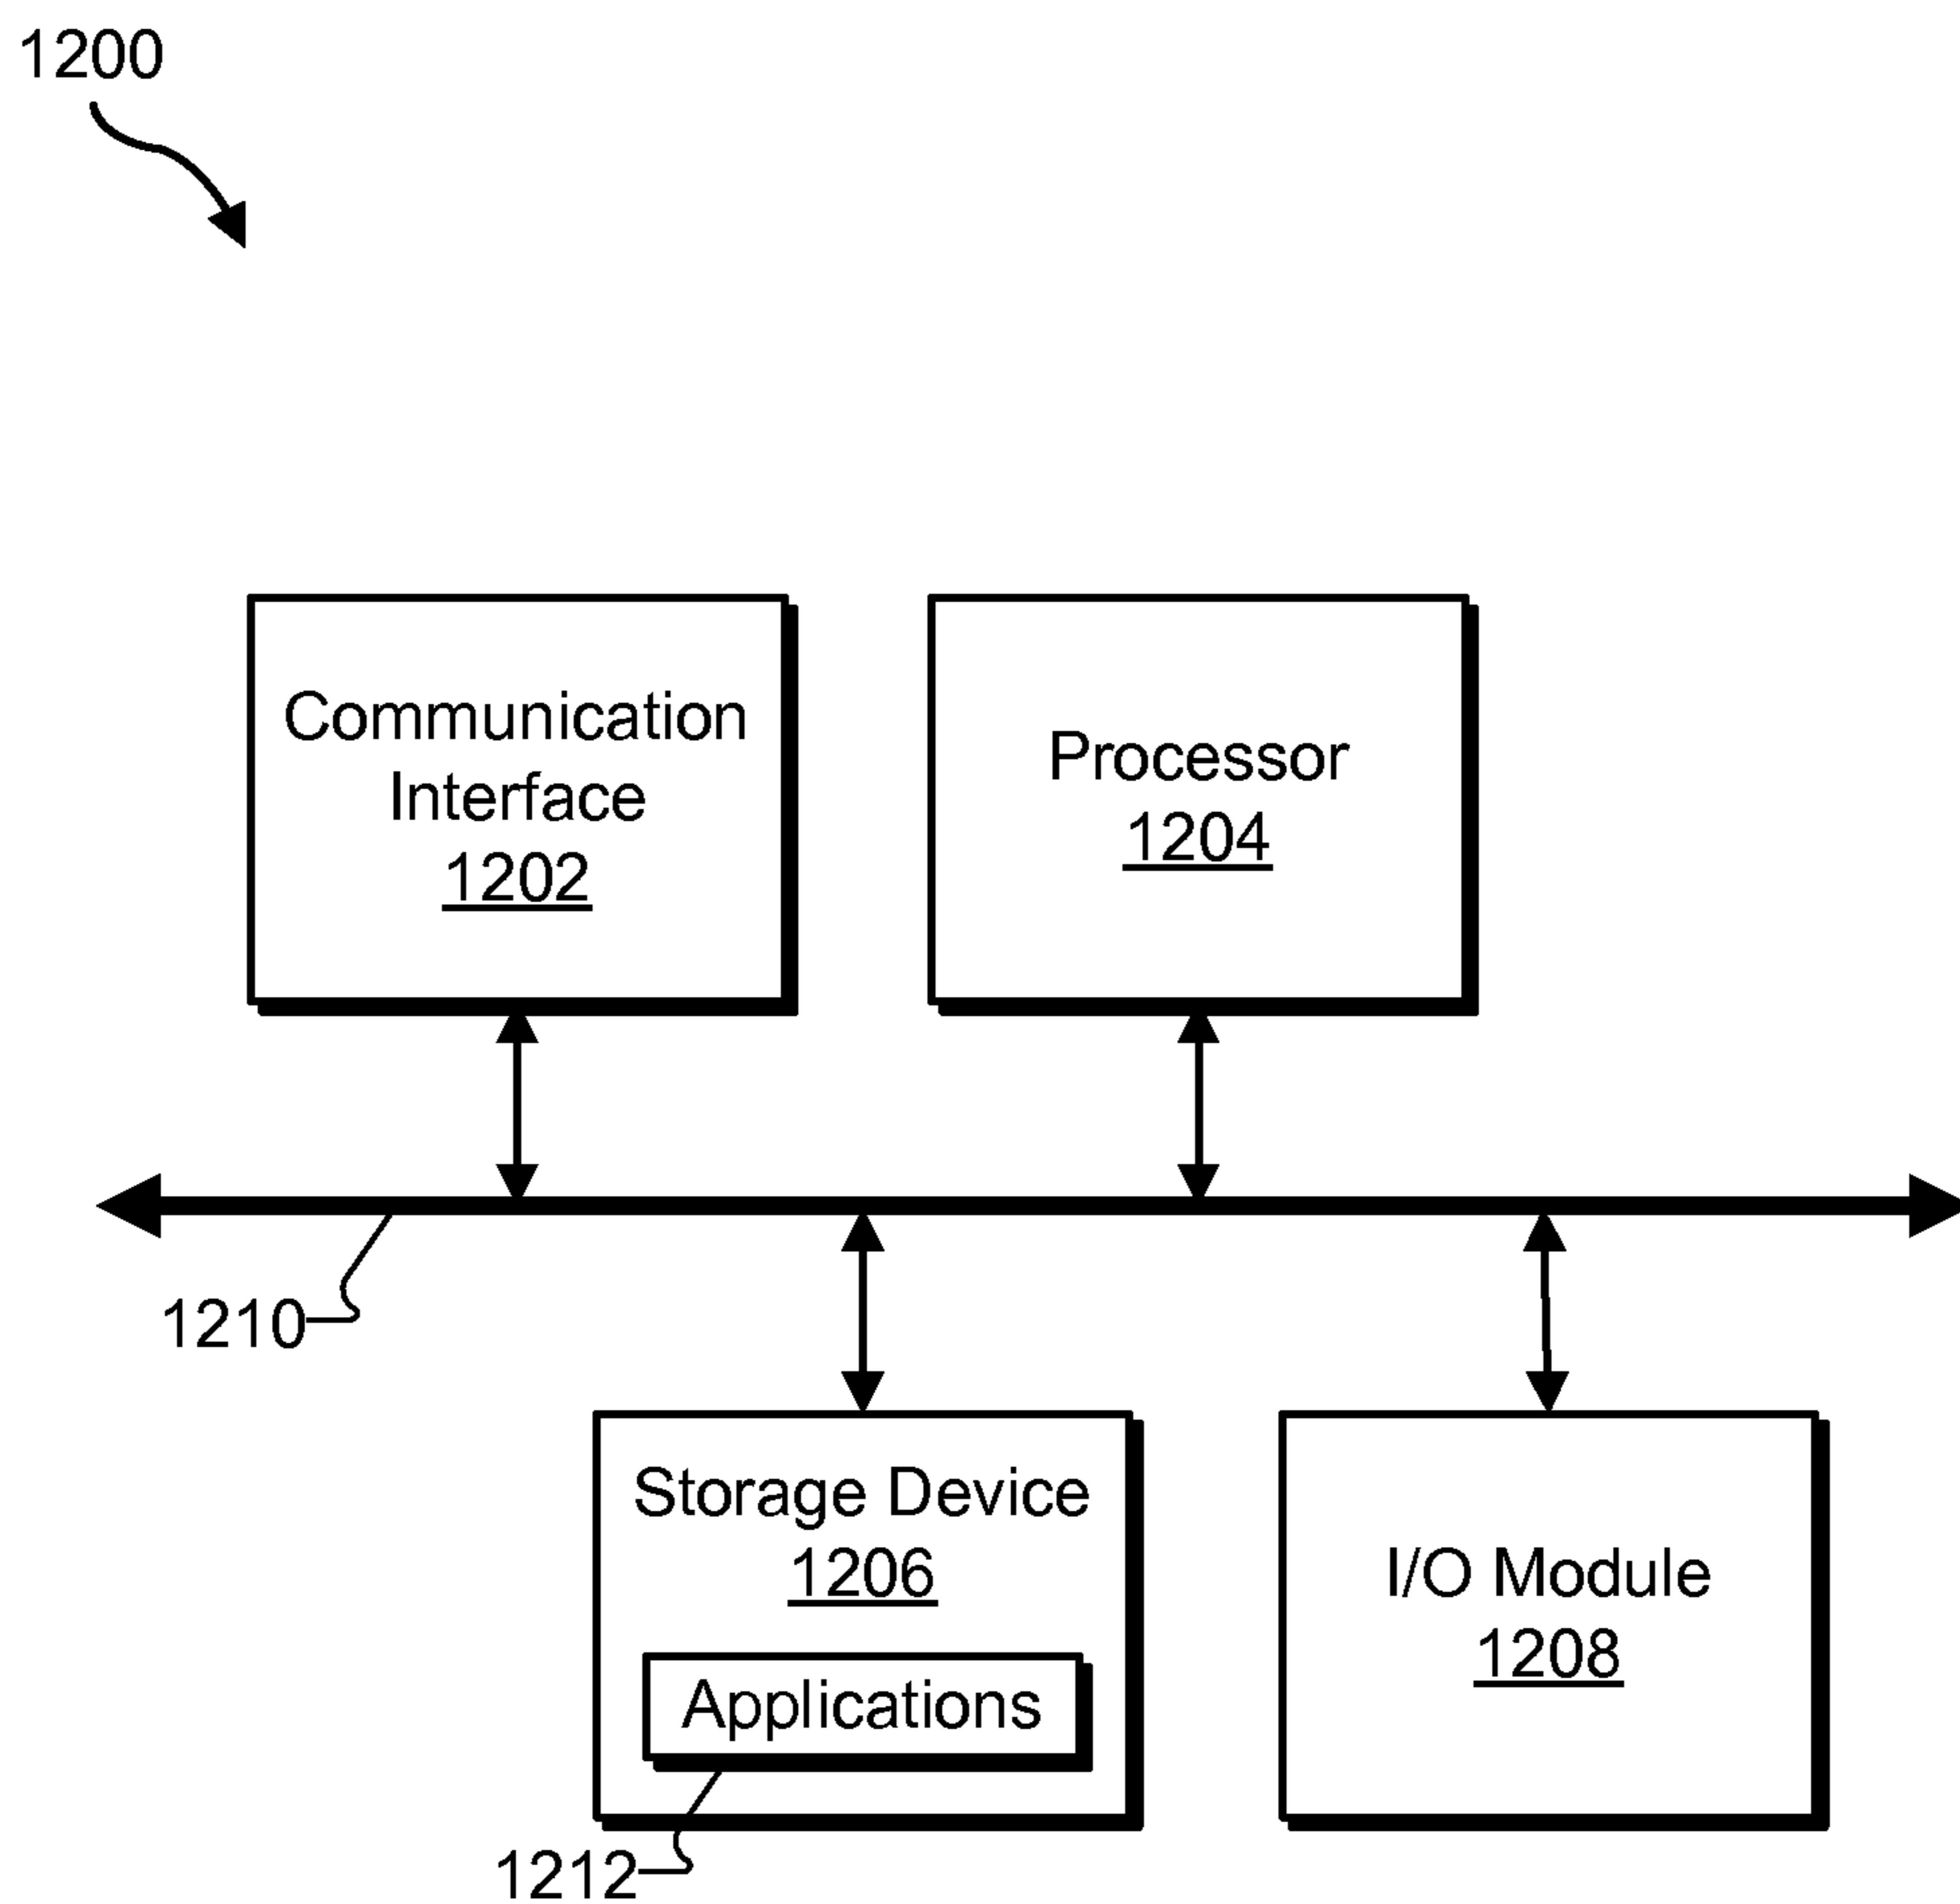 1200
Communication
Interface
1202
Processor
1204
1210
Storage Device
1206
Applications
1212
I/O Module
1208